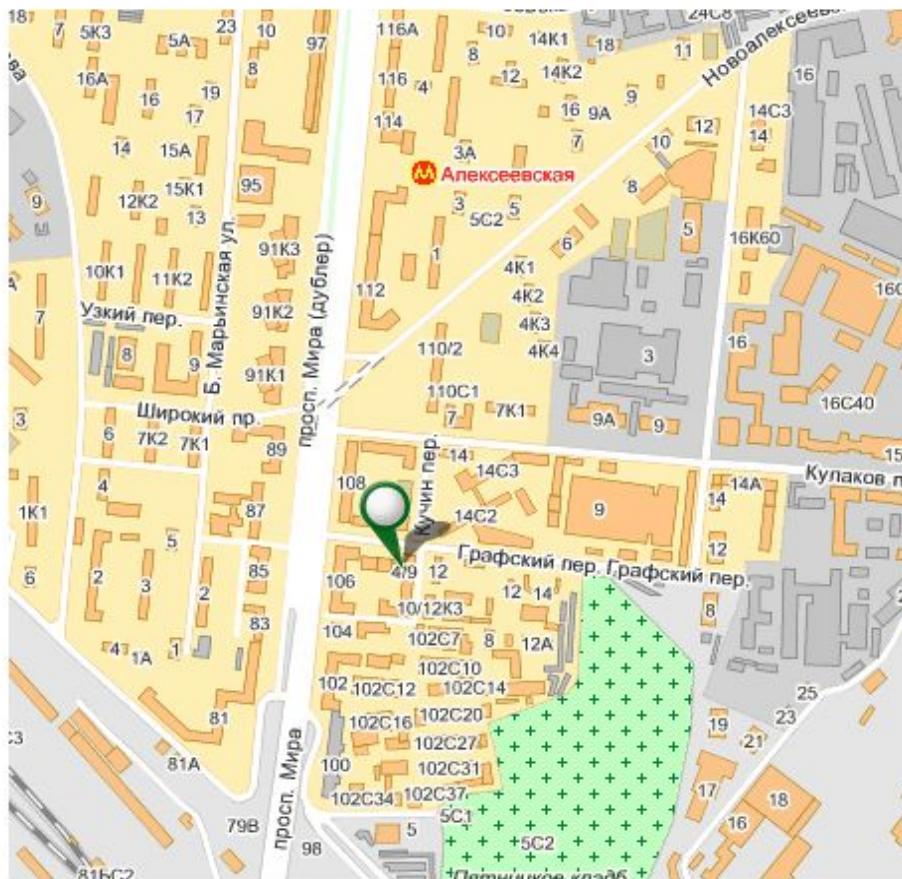 24С8
23
10
116А
10
14К1
18
11
Новоалексеевс
5К3
5А
97
8
14К2
16
7
16А
8
116
4
12
19
16
9
16
17
114
9А
14С3
12
14
10
14
15А
3А
7
Алексеевская
95
15К1
8
9
12К2
13
3
5
5С2
5
6
16К60
91К3
1
10К1
11К2
4К1
112
4К2
Узкий пер.
91К2
7
4К3
Б. Марьинская ул.
просп. Мира (дублер)
8
9
110/2
4К4
3
16
91К1
110С1
16С40
Широкий пр.
7
7К1
3
6
7К2
7К1
9А
9
89
Кучин пер.
14
15
14С3
Кулаков п
4
108
14А
1К1
87
14С2
9
14
5
Графский пер.
Графский пер.
12
6
2
3
85
106
4/9
12
12
14
2
10/12К3
8
83
104
102С7
8
12А
4
1А
1
102С10
102
102С12
102С14
25
81
102С16
102С20
19
23
102С27
21
81А
100
102С31
17
18
102С34
102С37
просп. Мира
5С1
79В
98
5
5С2
16
81БС2
Пятницкое кладб.